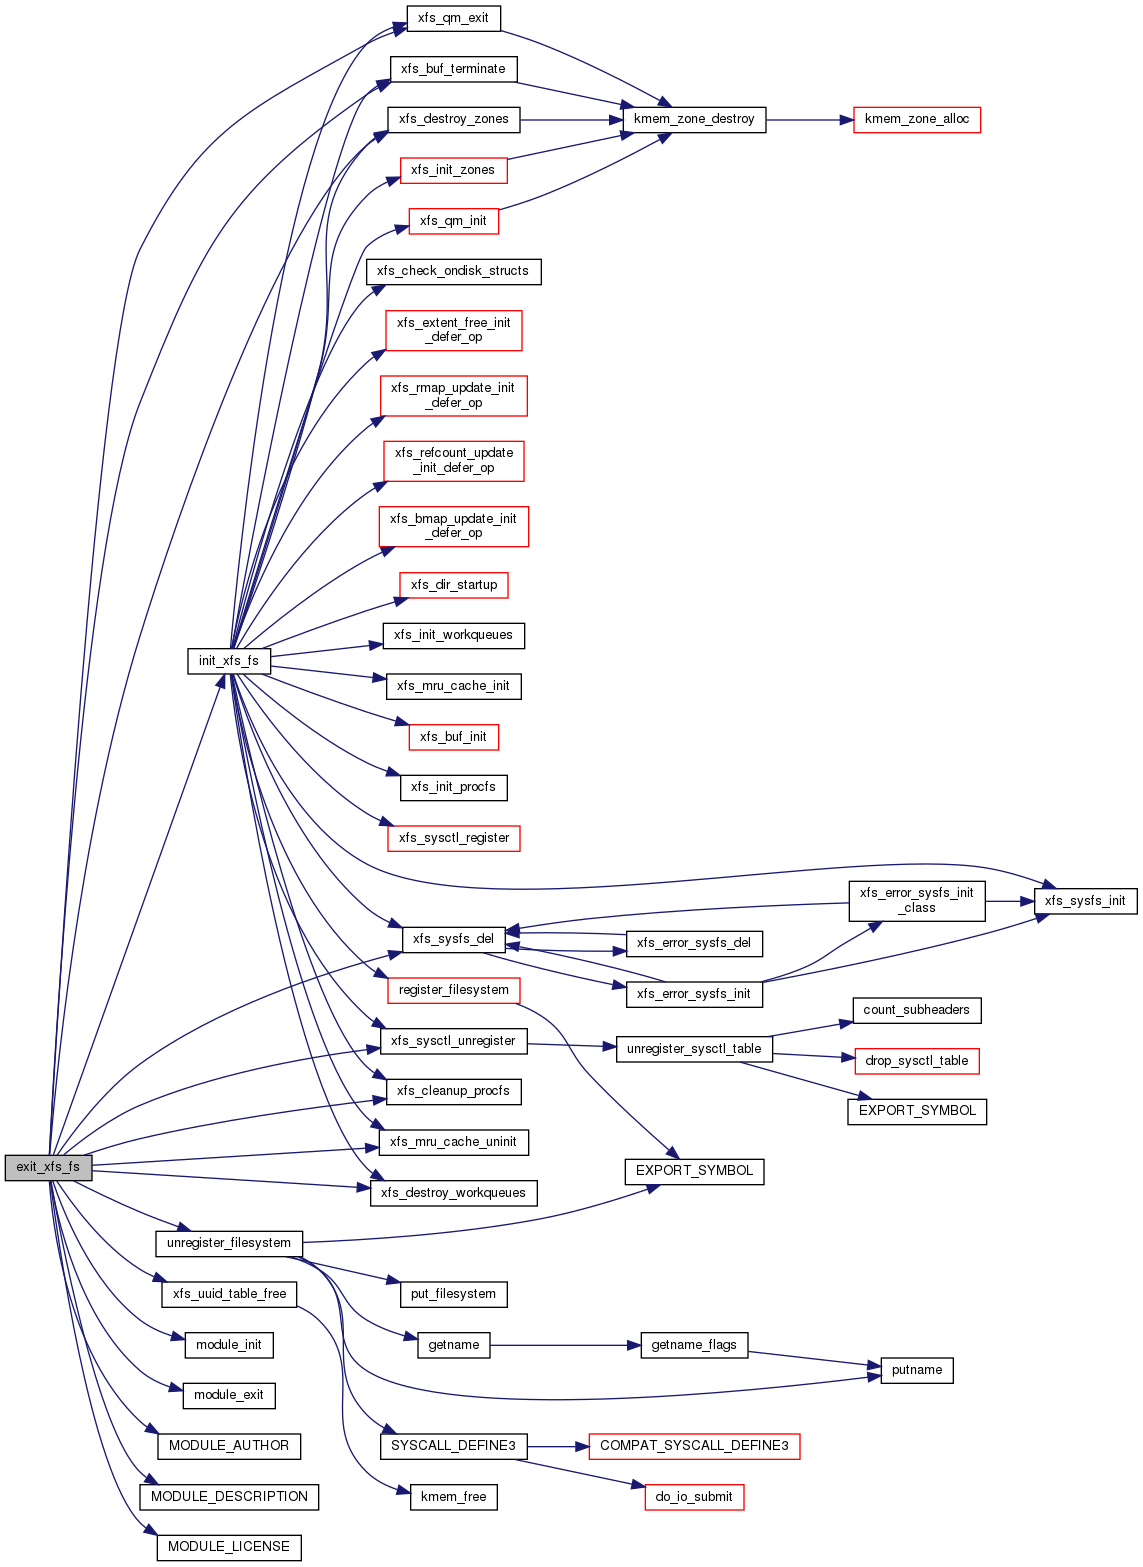 xfs_qm_exit
xfs_buf_terminate
xfs_destroy_zones
kmem_zone_destroy
kmem_zone_alloc
xfs_init_zones
xfs_qm_init
xfs_check_ondisk_structs
xfs_extent_free_init
_defer_op
xfs_rmap_update_init
_defer_op
xfs_refcount_update
_init_defer_op
xfs_bmap_update_init
_defer_op
xfs_dir_startup
xfs_init_workqueues
init_xfs_fs
xfs_mru_cache_init
xfs_buf_init
xfs_init_procfs
xfs_sysctl_register
xfs_error_sysfs_init
_class
xfs_sysfs_init
xfs_sysfs_del
xfs_error_sysfs_del
register_filesystem
xfs_error_sysfs_init
count_subheaders
xfs_sysctl_unregister
unregister_sysctl_table
drop_sysctl_table
xfs_cleanup_procfs
EXPORT_SYMBOL
xfs_mru_cache_uninit
exit_xfs_fs
EXPORT_SYMBOL
xfs_destroy_workqueues
unregister_filesystem
xfs_uuid_table_free
put_filesystem
module_init
getname
getname_flags
putname
module_exit
MODULE_AUTHOR
SYSCALL_DEFINE3
COMPAT_SYSCALL_DEFINE3
MODULE_DESCRIPTION
kmem_free
do_io_submit
MODULE_LICENSE